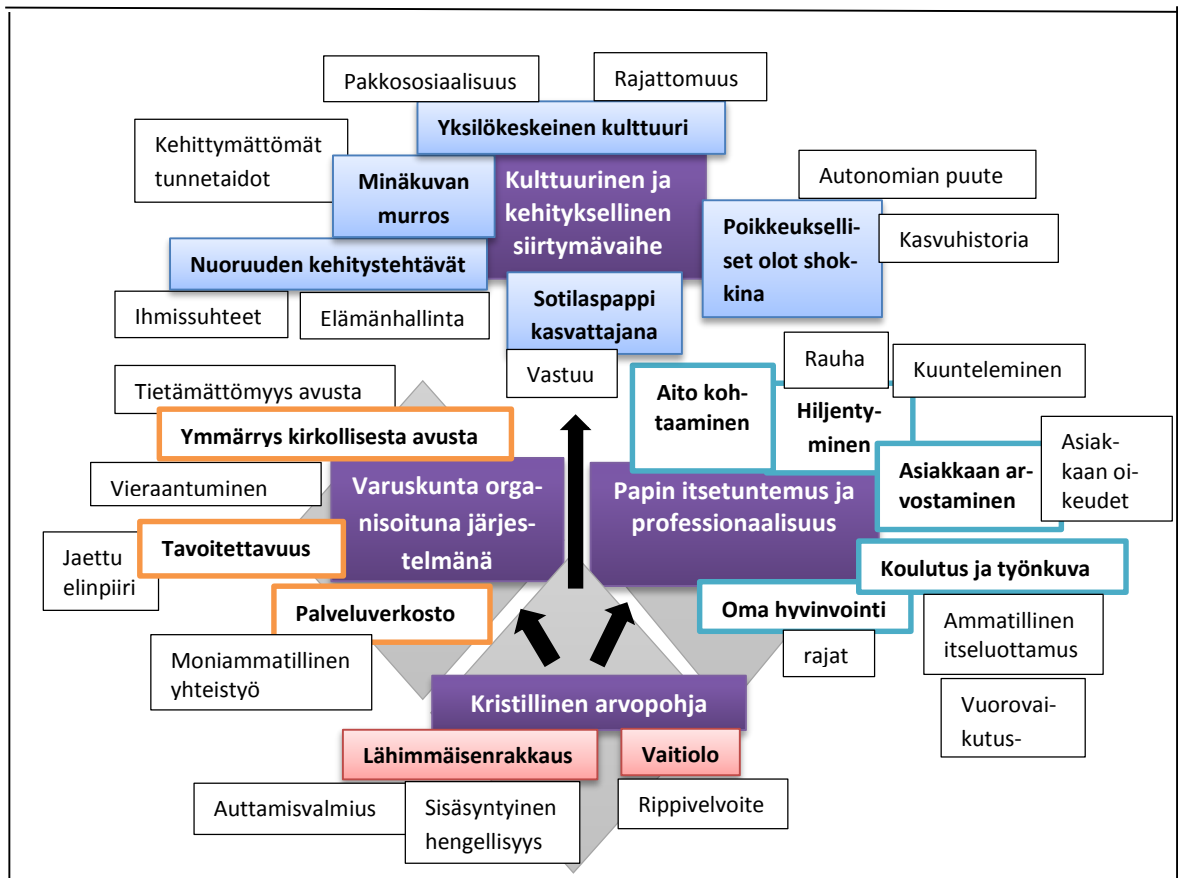 Pakkososiaalisuus
Rajattomuus
Yksilökeskeinen kulttuuri
Kehittymättömät
tunnetaidot
Minäkuvan
murros
Kulttuurinen ja
kehityksellinen
siirtymävaihe
Autonomian puute
Poikkeukselli-
set olot shok-
kina
Kasvuhistoria
Nuoruuden kehitystehtävät
Ihmissuhteet
Elämänhallinta
Sotilaspappi
kasvattajana
Vastuu
Rauha
Kuunteleminen
Tietämättömyys avusta
Ymmärrys kirkollisesta avusta
Aito koh-
taaminen
Hiljenty-
minen
Asiakkaan ar-
vostaminen
Asiak-
kaan oi-
keudet
Vieraantuminen
Varuskunta orga-
nisoituna järjes-
telmänä
Papin itsetuntemus ja
professionaalisuus
Tavoitettavuus
Jaettu
elinpiiri
Koulutus ja työnkuva
Palveluverkosto
Oma hyvinvointi
Ammatillinen
itseluottamus
Moniammatillinen
yhteistyö
rajat
Vuorovai-
kutus-
Kristillinen arvopohja
Lähimmäisenrakkaus
Vaitiolo
Auttamisvalmius
Sisäsyntyinen
hengellisyys
Rippivelvoite